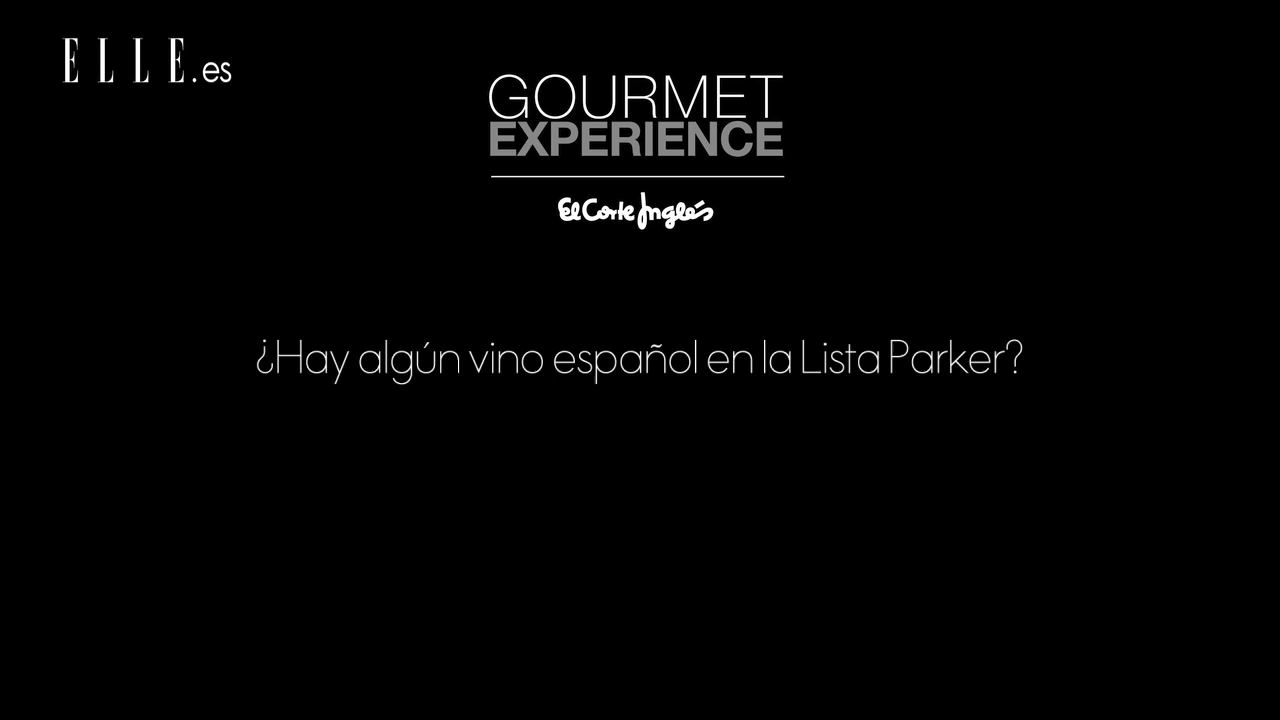 ELLE.es
GOURMET
EXPERIENCE
El Corte Inglés
¿Hay algún vino español en la Lista Parker?